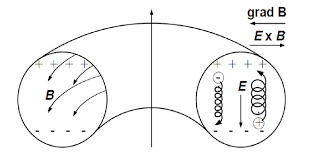 grad B
E x B
+ + + +
+ + + +
B
-
E
+
- - - -
- - - -